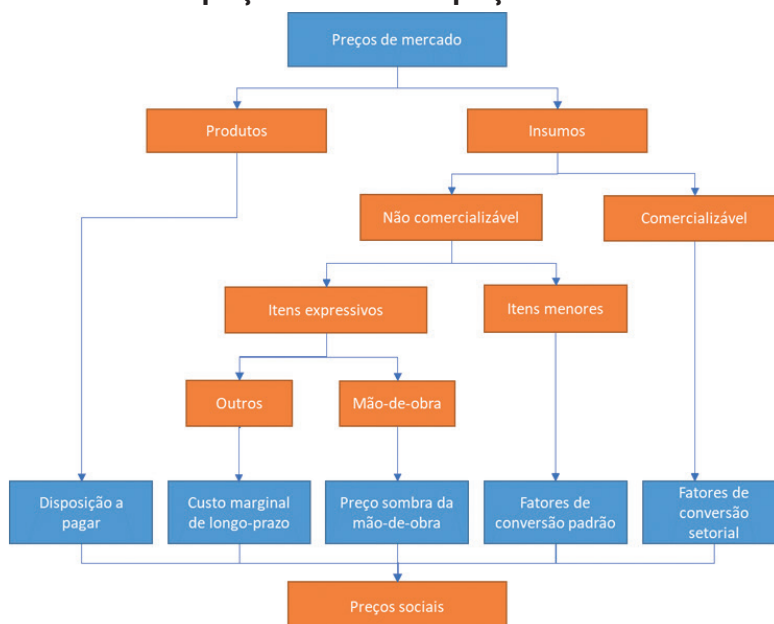 Preços de mercado
Produtos
Insumos
Não comercializável
Comercializável
Itens expressivos
Itens menores
Outros
Mão-de-obra
Disposição a
pagar
Custo marginal
de longo-prazo
Preço sombra da
mão-de-obra
Fatores de
conversão padrão
Fatores de
conversão
setorial
Preços sociais